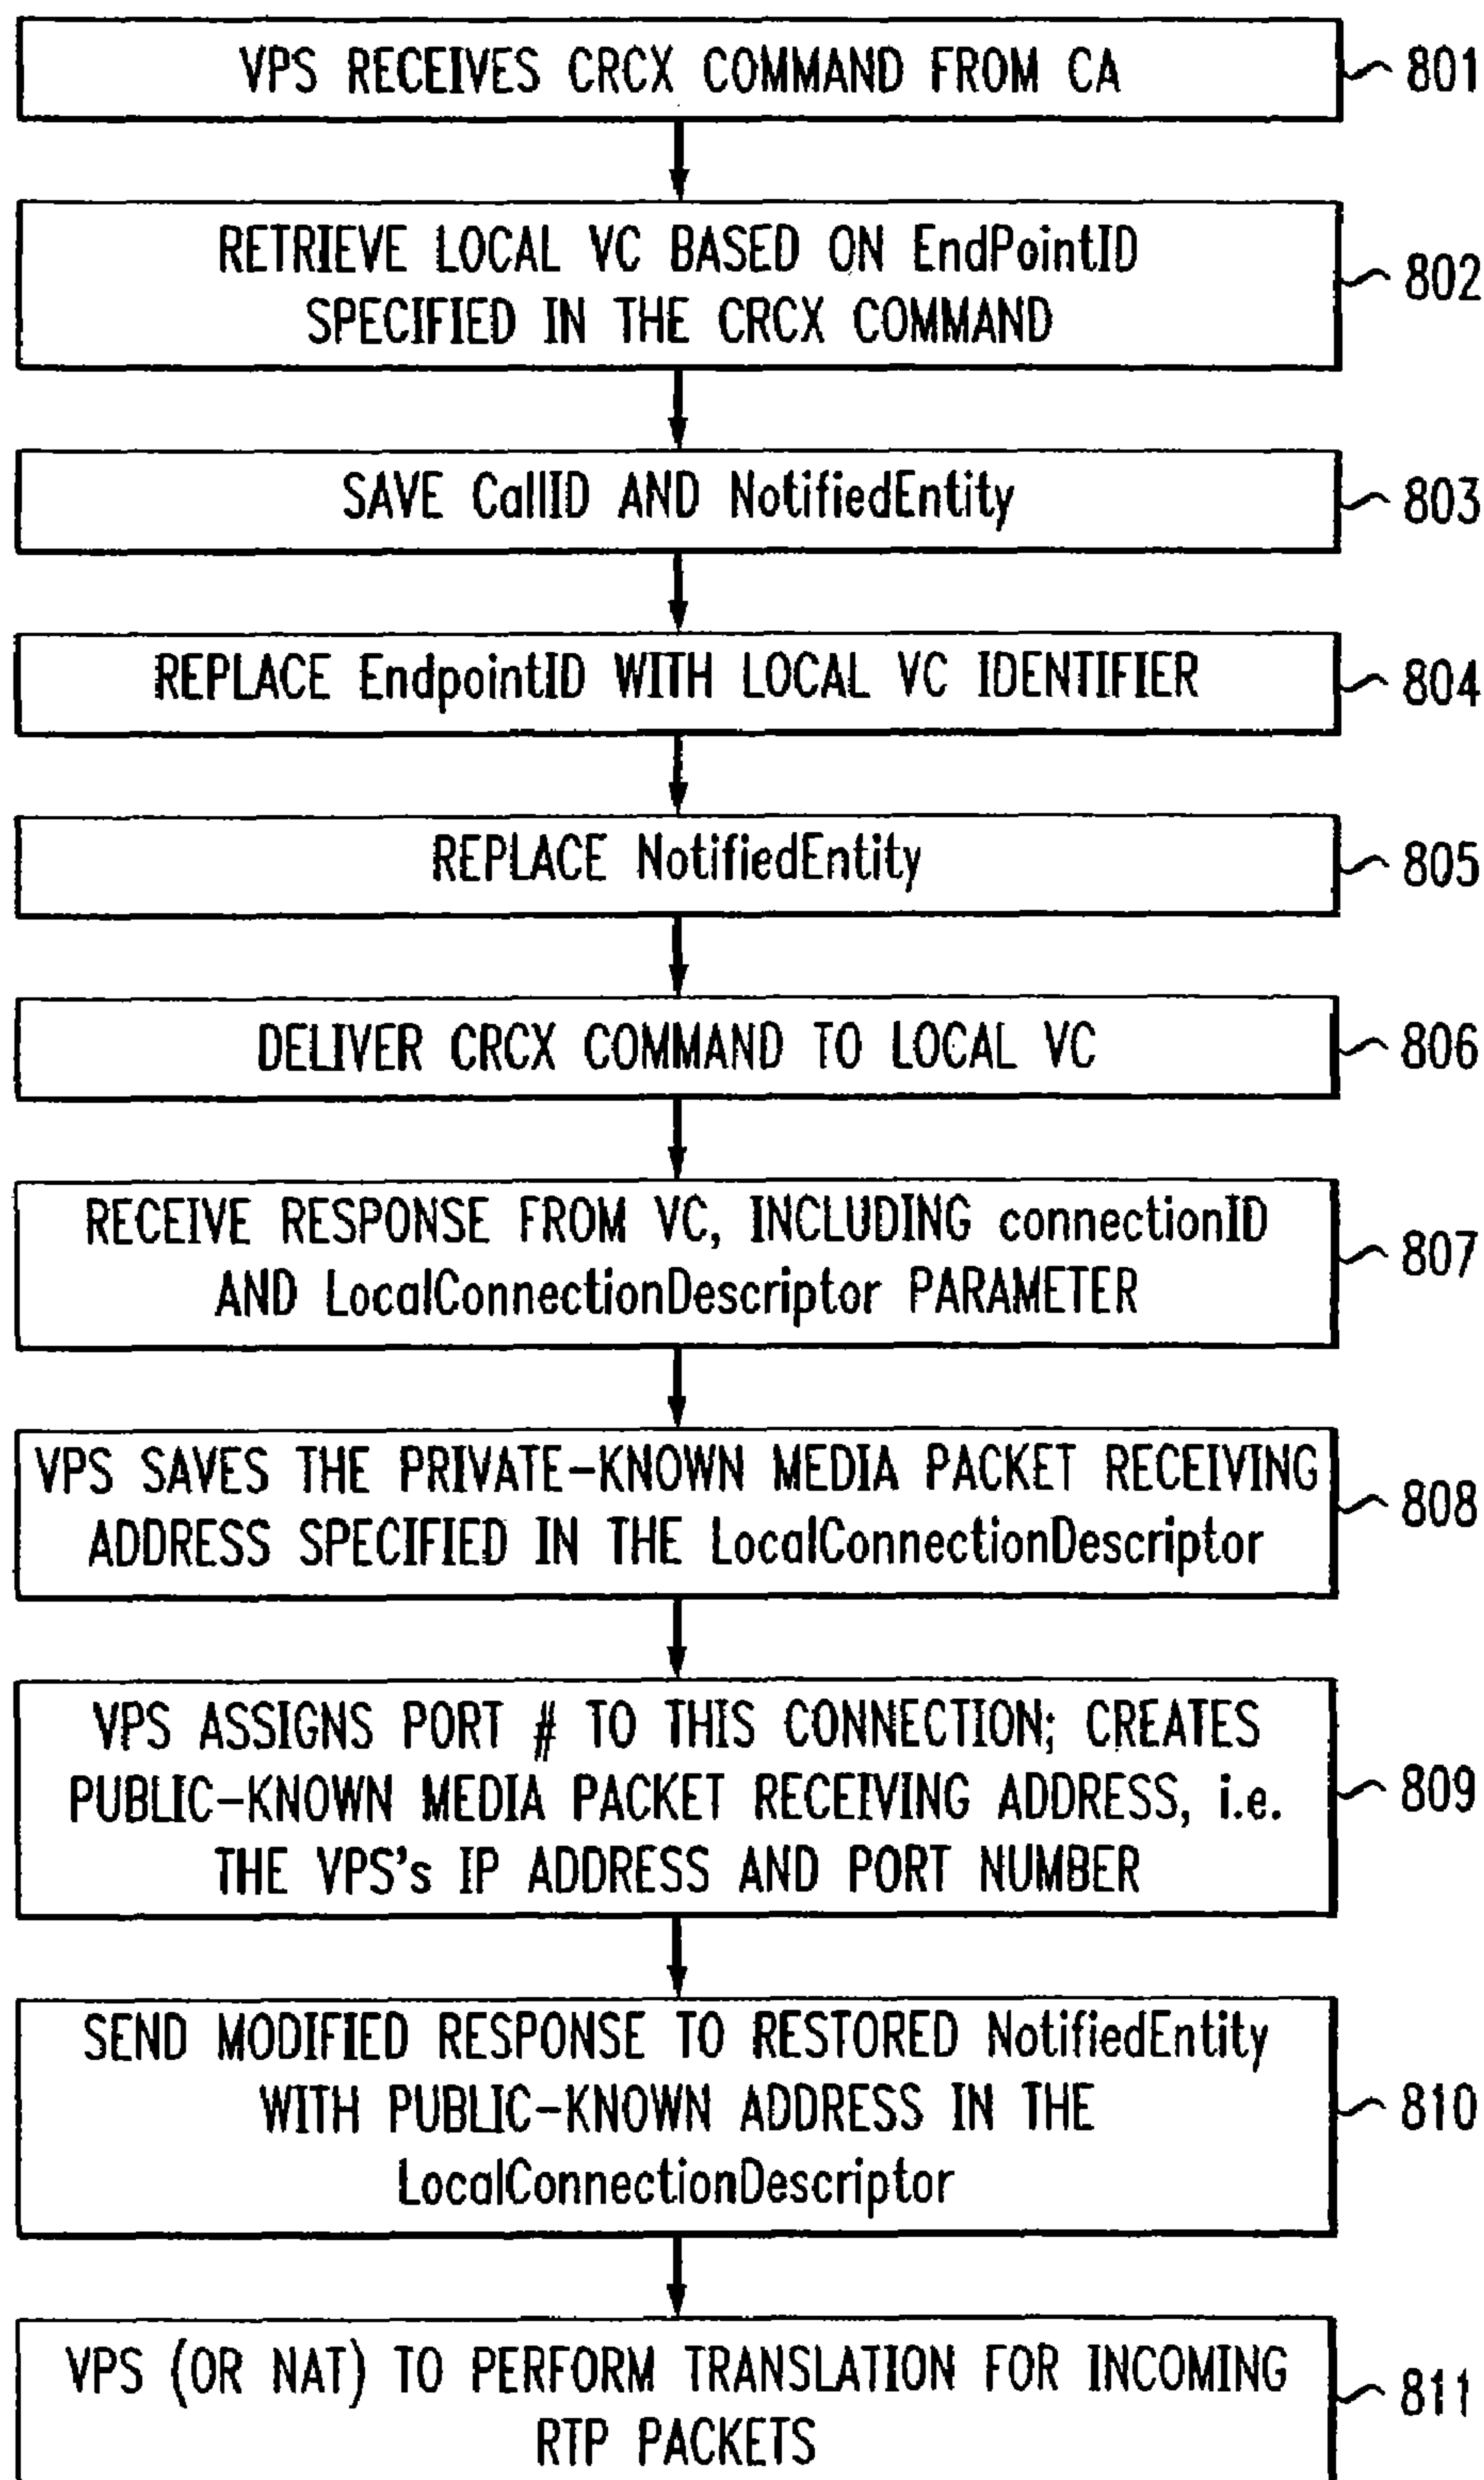 VPS RECEIVES CRCX COMMAND FROM CA
801
RETRIEVE LOCAL VC BASED ON EndPointID
SPECIFIED IN THE CRCX COMMAND
802
SAVE CallID AND NotifiedEntity
803
REPLACE EndpointID WITH LOCAL VC IDENTIFIER
804
REPLACE NotifiedEntity
805
DELIVER CRCX COMMAND TO LOCAL VC
806
RECEIVE RESPONSE FROM VC, INCLUDING connectionID
AND LocalConnectionDescriptor PARAMETER
807
VPS SAVES THE PRIVATE-KNOWN MEDIA PACKET RECEIVING
ADDRESS SPECIFIED IN THE LocalConnectionDescriptor
808
VPS ASSIGNS PORT # TO THIS CONNECTION; CREATES
PUBLIC-KNOWN MEDIA PACKET RECEIVING ADDRESS, i.e.
THE VPS's IP ADDRESS AND PORT NUMBER
809
SEND MODIFIED RESPONSE TO RESTORED NotifiedEntity
WITH PUBLIC-KNOWN ADDRESS IN THE
LocalConnectionDescriptor
810
VPS (OR NAT) TO PERFORM TRANSLATION FOR INCOMING
RTP PACKETS
811